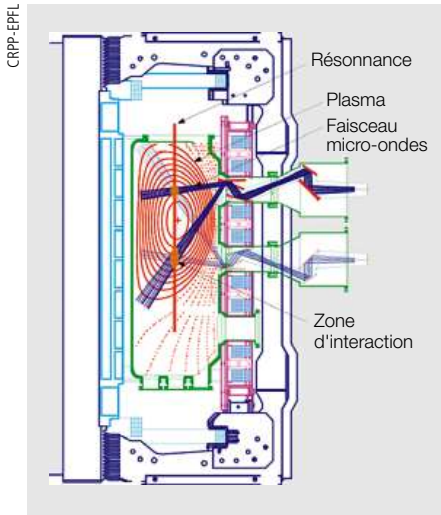 CRPP-EPFL
Résonnance
Plasma
Faisceau
micro-ondes
Zone
d'interaction